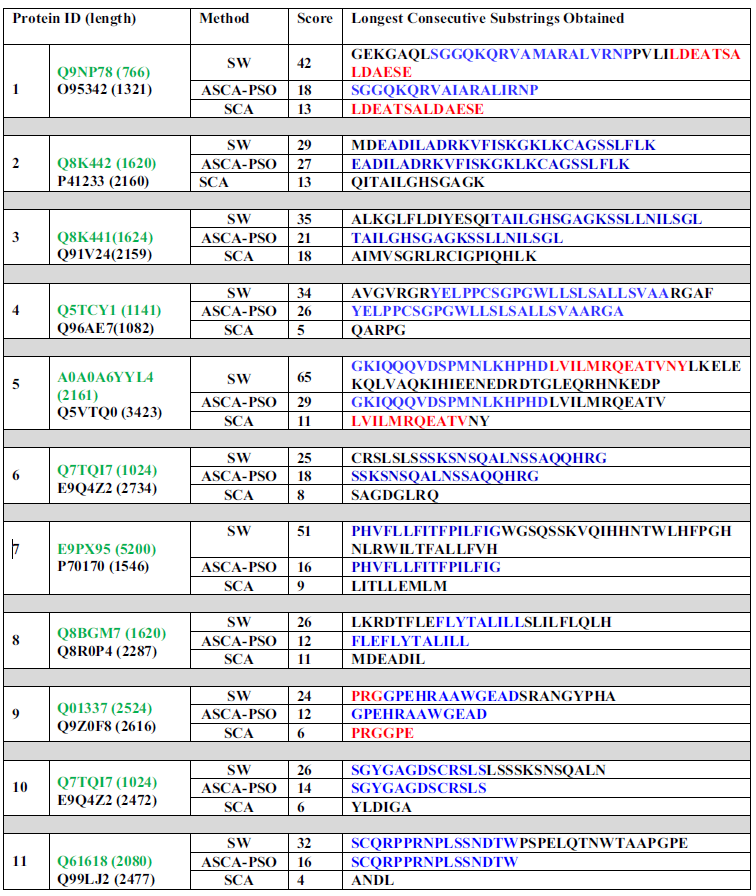 Protein ID (length) Method Score Longest Consecutive Substrings Obtained
1 Q9NP78 (766)
O95342 (1321)
SW 42 GEKGAQLSGGQKQRVAMARALVRNPPVLILDEATSA
LDAESE
ASCA-PSO 18 SGGQKQRVAIARALIRNP
SCA 13 LDEATSALDAESE
2 Q8K442 (1620)
P41233 (2160)
SW 29 MDEADILADRKVFISKGKLKCAGSSLFLK
ASCA-PSO 27 EADILADRKVFISKGKLKCAGSSLFLK
SCA 13 QITAILGHSGAGK
3 Q8K441(1624)
Q91V24(2159)
SW 35 ALKGLFLDIYESQITAILGHSGAGKSSLLNILSGL
ASCA-PSO 21 TAILGHSGAGKSSLLNILSGL
SCA 18 AIMVSGRLRCIGPIQHLK
4 Q5TCY1 (1141)
Q96AE7(1082)
SW 34 AVGVRGRYELPPCSGPGWLLSLSALLSVAARGAF
ASCA-PSO 26 YELPPCSGPGWLLSLSALLSVAARGA
SCA 5 QARPG
5 A0A0A6YYL4
(2161)
Q5VTQ0 (3423)
SW 65 GKIQQQVDSPMNLKHPHDLVILMRQEATVNYLKELE
KQLVAQKIHIEENEDRDTGLEQRHNKEDP
ASCA-PSO 29 GKIQQQVDSPMNLKHPHDLVILMRQEATV
SCA 11 LVILMRQEATVNY
6 Q7TQI7 (1024)
E9Q4Z2 (2734)
SW 25 CRSLSLSSSKSNSQALNSSAQQHRG
ASCA-PSO 18 SSKSNSQALNSSAQQHRG
SCA 8 SAGDGLRQ
7 E9PX95 (5200)
P70170 (1546)
SW 51 PHVFLLFITFPILFIGWGSQSSKVQIHHNTWLHFPGH
NLRWILTFALLFVH
ASCA-PSO 16 PHVFLLFITFPILFIG
SCA 9 LITLLEMLM
8 Q8BGM7 (1620)
Q8R0P4 (2287)
SW 26 LKRDTFLEFLYTALILLSLILFLQLH
ASCA-PSO 12 FLEFLYTALILL
SCA 11 MDEADIL
9 Q01337 (2524)
Q9Z0F8 (2616)
SW 24 PRGGPEHRAAWGEADSRANGYPHA
ASCA-PSO 12 GPEHRAAWGEAD
SCA 6 PRGGPE
10 Q7TQI7 (1024)
E9Q4Z2 (2472)
SW 26 SGYGAGDSCRSLSLSSSKSNSQALN
ASCA-PSO 14 SGYGAGDSCRSLS
SCA 6 YLDIGA
11 Q61618 (2080)
Q99LJ2 (2477)
SW 32 SCQRPPRNPLSSNDTWPSPELQTNWTAAPGPE
ASCA-PSO 16 SCQRPPRNPLSSNDTW
SCA 4 ANDL